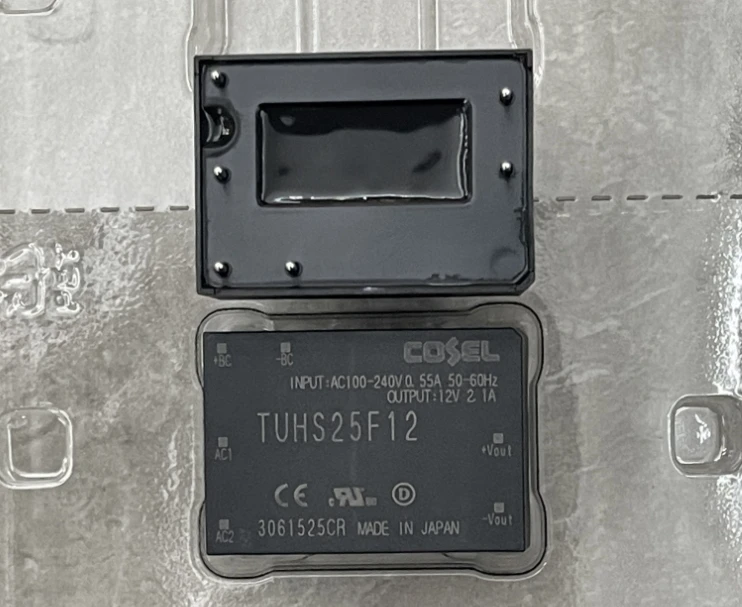 +BC
-BC
COSEL
INPUT:AC100-240V 0.55A 50-60Hz
OUTPUT:12V 2.1A
TUHS25F12
AC1
+Vout
CE
AC2
3061525CR MADE IN JAPAN
-Vout